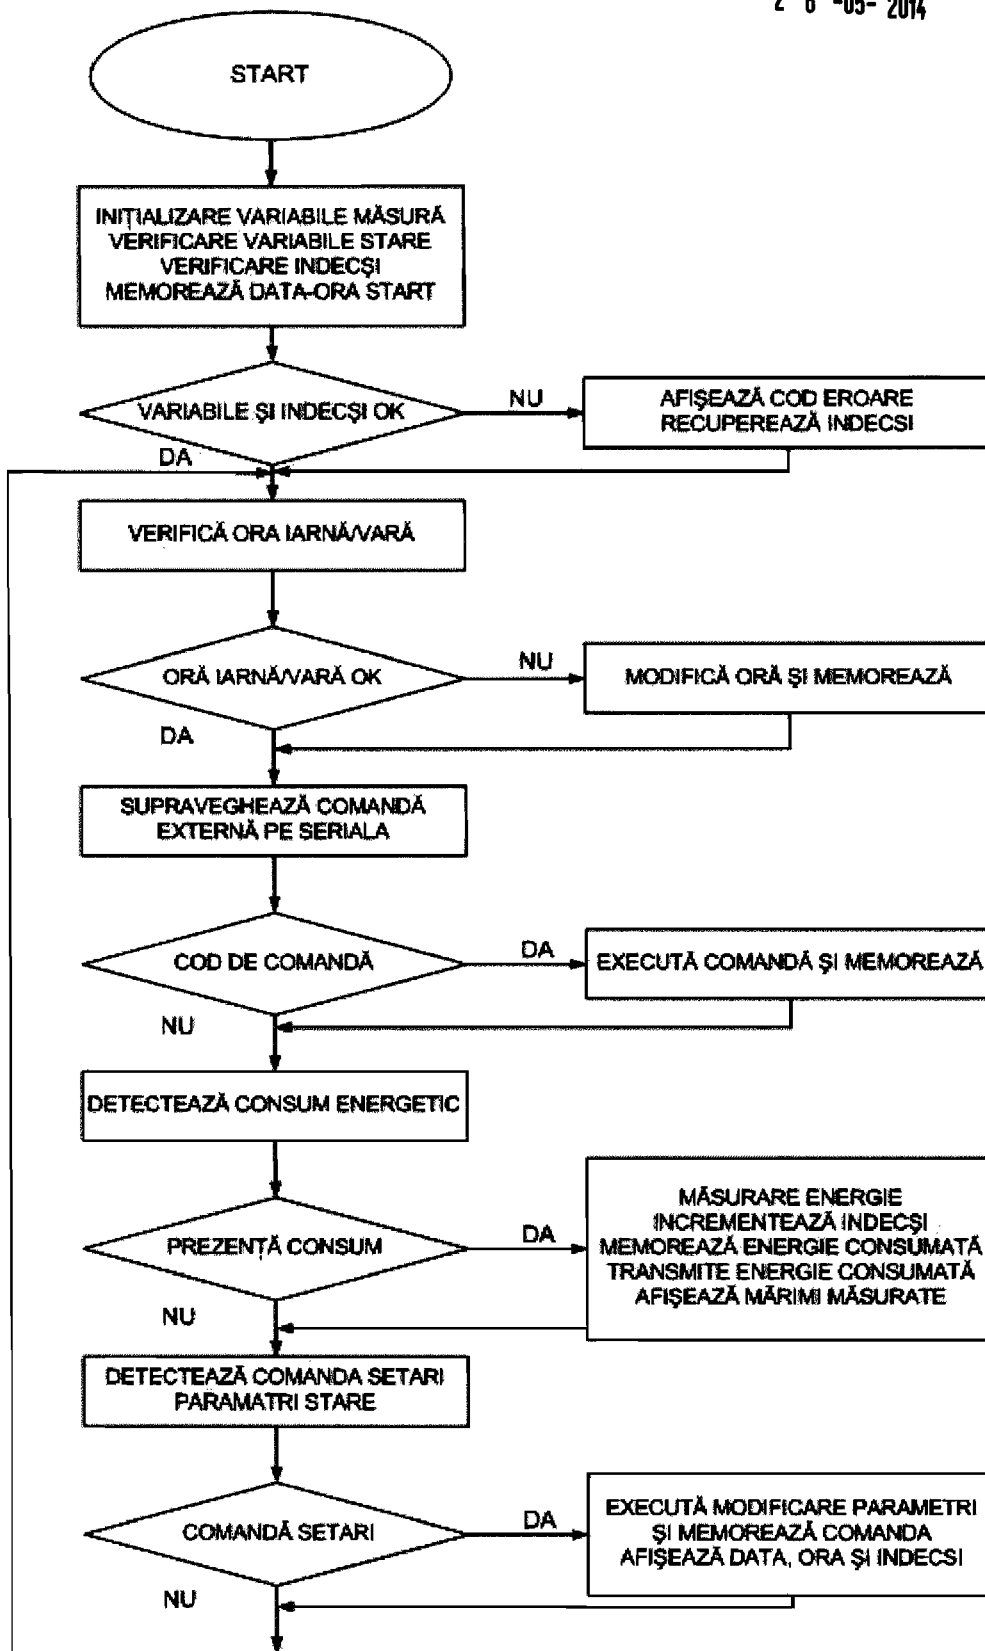 2 6 -05- 2014
START
INIȚIALIZARE VARIABILE MĂSURĂ
VERIFICARE VARIABILE STARE
VERIFICARE INDECȘI
MEMOREAZĂ DATA-ORA START
VARIABILE ȘI INDECȘI OK
NU
AFIȘEAZĂ COD EROARE
RECUPEREAZĂ INDECSI
DA
VERIFICĂ ORA IARNĂ/VARĂ
ORĂ IARNĂ/VARĂ OK
NU
MODIFICĂ ORĂ ȘI MEMOREAZĂ
DA
SUPRAVEGHEAZĂ COMANDĂ
EXTERNĂ PE SERIALA
COD DE COMANDĂ
DA
EXECUTĂ COMANDĂ ȘI MEMOREAZĂ
NU
DETECTEAZĂ CONSUM ENERGETIC
PREZENȚĂ CONSUM
DA
MĂSURARE ENERGIE
INCREMENTEAZĂ INDECȘI
MEMOREAZĂ ENERGIE CONSUMATĂ
TRANSMITE ENERGIE CONSUMATĂ
AFIȘEAZĂ MĂRIMI MĂSURATE
NU
DETECTEAZĂ COMANDA SETARI
PARAMATRI STARE
COMANDĂ SETARI
DA
EXECUTĂ MODIFICARE PARAMETRI
ȘI MEMOREAZĂ COMANDA
AFIȘEAZĂ DATA, ORA ȘI INDECSI
NU